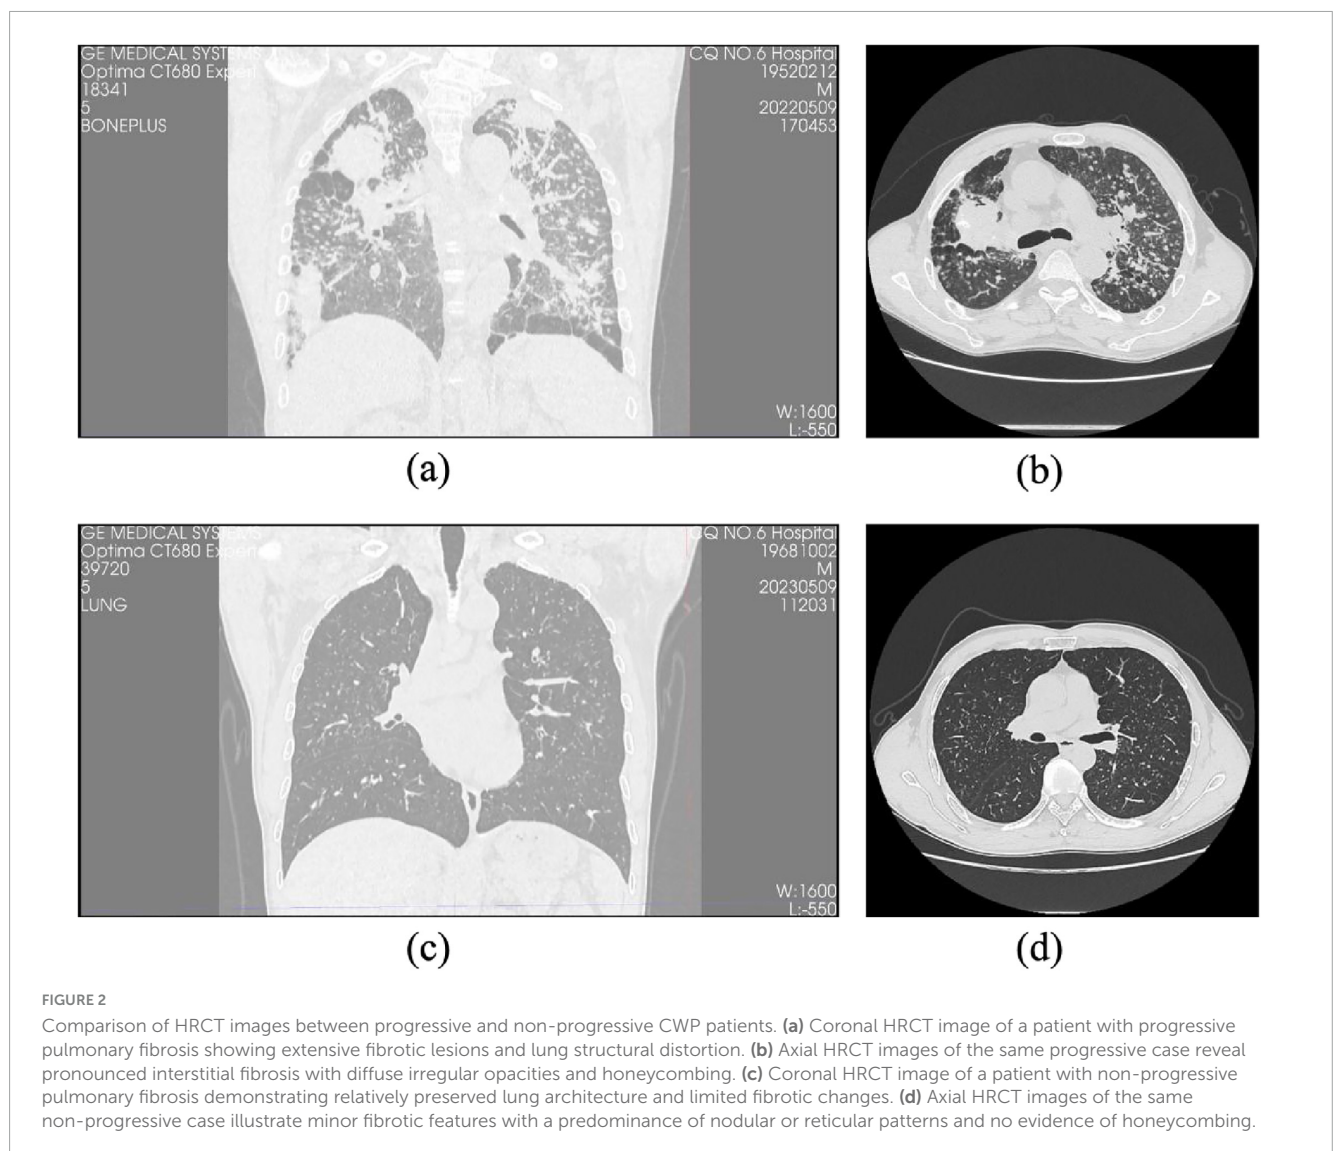 GE MEDICAL SYSTEMS
Optima CT680 Expert
18341
5
BONEPLUS
CQ NO.6 Hospital
19520212
M
20220509
170453
W:1600
L:-550
(a)
(b)
GE MEDICAL SYSTEMS
Optima CT680 Expert
39720
5
LUNG
CQ NO.6 Hospital
19681002
M
20230509
112031
W:1600
L:-550
(c)
(d)
FIGURE 2
Comparison of HRCT images between progressive and non-progressive CWP patients. (a) Coronal HRCT image of a patient with progressive
pulmonary fibrosis showing extensive fibrotic lesions and lung structural distortion. (b) Axial HRCT images of the same progressive case reveal
pronounced interstitial fibrosis with diffuse irregular opacities and honeycombing. (c) Coronal HRCT image of a patient with non-progressive
pulmonary fibrosis demonstrating relatively preserved lung architecture and limited fibrotic changes. (d) Axial HRCT images of the same
non-progressive case illustrate minor fibrotic features with a predominance of nodular or reticular patterns and no evidence of honeycombing.